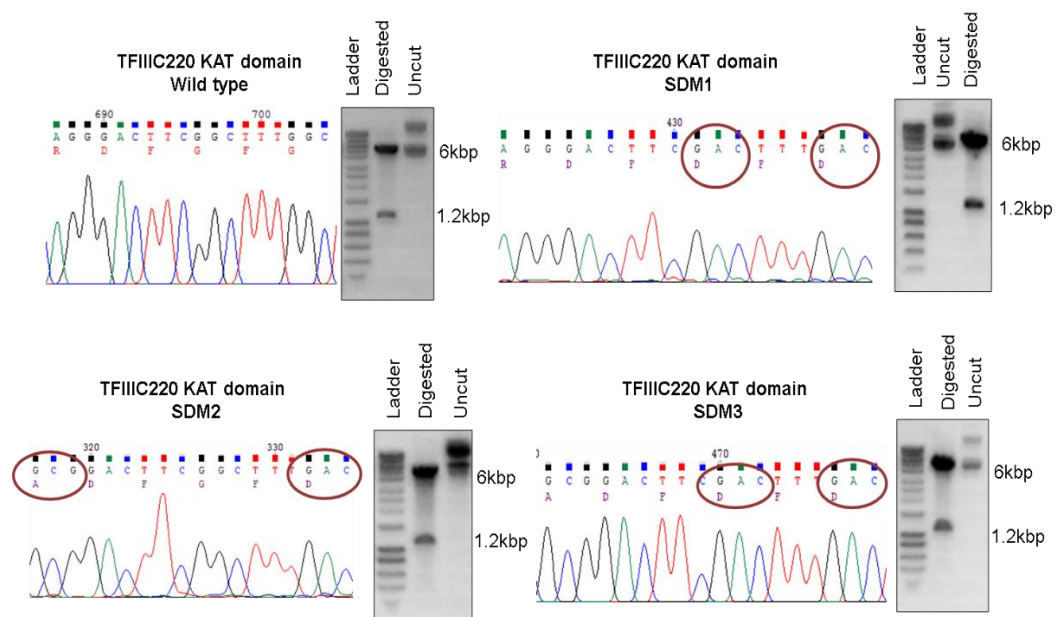 TFIIIC220 KAT domain
Wild type
690 700
A G G G A C T T C G G C T T T G G C
R D F G F G
Ladder
Digested
Uncut
6kbp
1.2kbp
TFIIIC220 KAT domain
SDM1
430
A G G G A C T T C G A C T T T G A C
R D F D F D
Ladder
Uncut
Digested
6kbp
1.2kbp
TFIIIC220 KAT domain
SDM2
320 330
G C G G A C T T C G G C T T T G A C
A D F G F D
Ladder
Digested
Uncut
6kbp
1.2kbp
TFIIIC220 KAT domain
SDM3
470
G C G G A C T T C G A C T T T G A C
A D F D F D
Ladder
Digested
Uncut
6kbp
1.2kbp